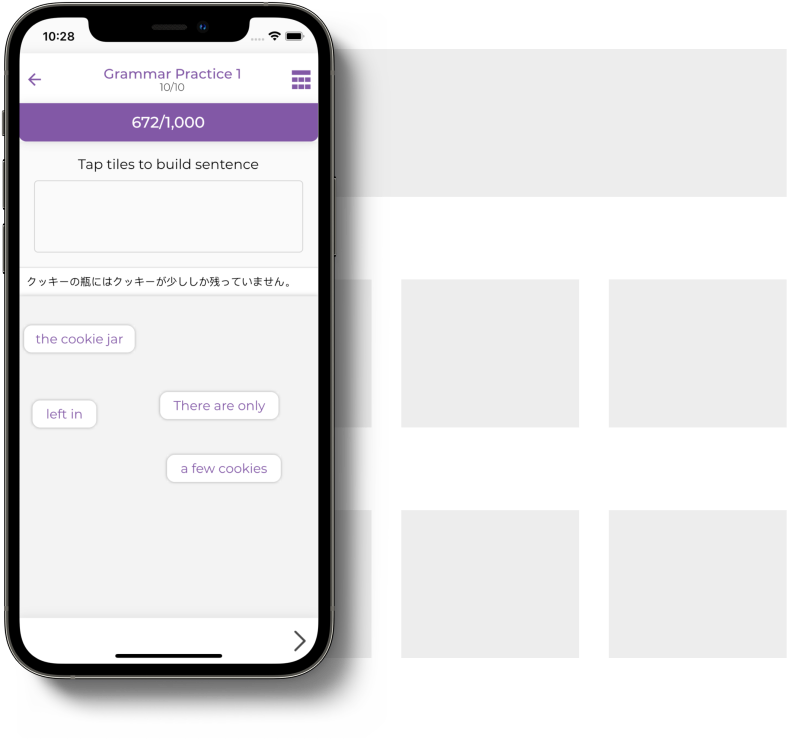 10:28
Grammar Practice 1
10/10
672/1,000
Tap tiles to build sentence
クッキーの瓶にはクッキーが少ししか残っていません。
the cookie jar
There are only
left in
a few cookies